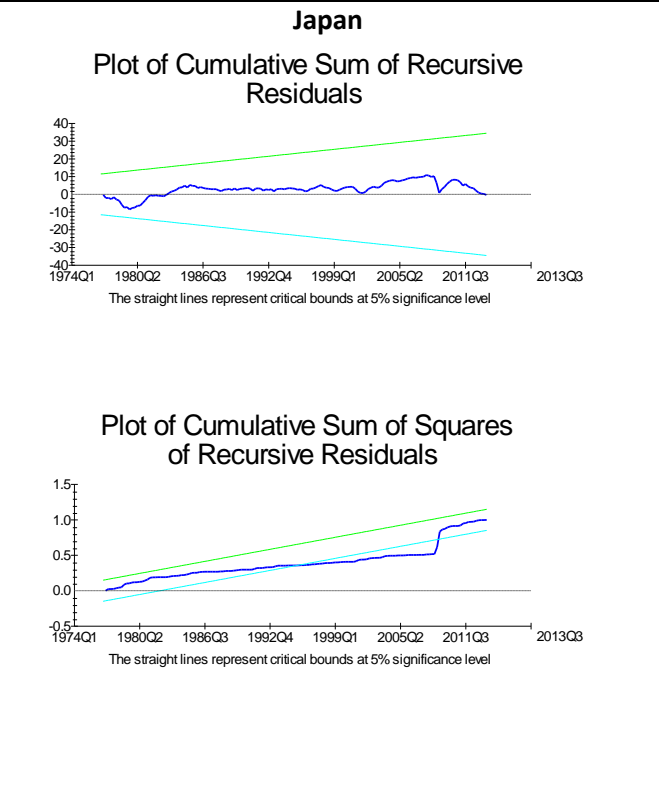 Japan
Plot of Cumulative Sum of Recursive
Residuals
40
30
20
10
0
-10
-20
-30
-40
1974Q1 1980Q2 1986Q3 1992Q4 1999Q1 2005Q2 2011Q3 2013Q3
The straight lines represent critical bounds at 5% significance level
Plot of Cumulative Sum of Squares
of Recursive Residuals
1.5
1.0
0.5
0.0
-0.5
1974Q1 1980Q2 1986Q3 1992Q4 1999Q1 2005Q2 2011Q3 2013Q3
The straight lines represent critical bounds at 5% significance level